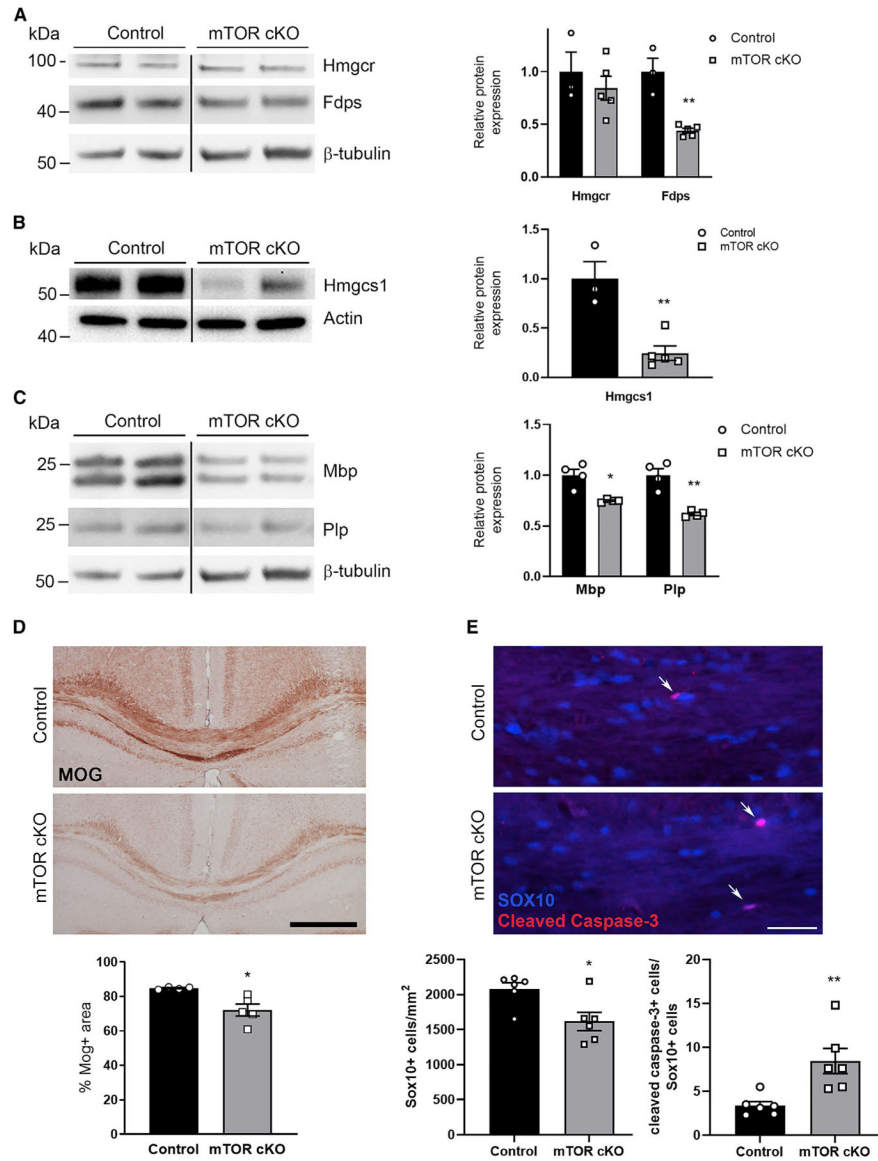 A
kDa
Control
mTOR cKO
100
Hmgcr
Fdps
40
β-tubulin
50
Relative protein
expression
1.5
1.0
0.5
0.0
**
Hmgcr
Fdps
Control
mTOR cKO
B
kDa
Control
mTOR cKO
Hmgcs1
50
Actin
40
Relative protein
expression
1.5
1.0
0.5
0.0
**
Hmgcs1
Control
mTOR cKO
C
kDa
Control
mTOR cKO
25
Mbp
25
Plp
β-tubulin
50
Relative protein
expression
1.5
1.0
0.5
0.0
*
**
Mbp
Plp
Control
mTOR cKO
D
Control
MOG
mTOR cKO
% Mog+ area
100
80
60
40
20
0
*
Control
mTOR cKO
E
Control
mTOR cKO
SOX10
Cleaved Caspase-3
Sox10+ cells/mm²
2500
2000
1500
1000
500
0
*
Control
mTOR cKO
cleaved caspase-3+ cells/
Sox10+ cells
20
15
10
5
0
**
Control
mTOR cKO